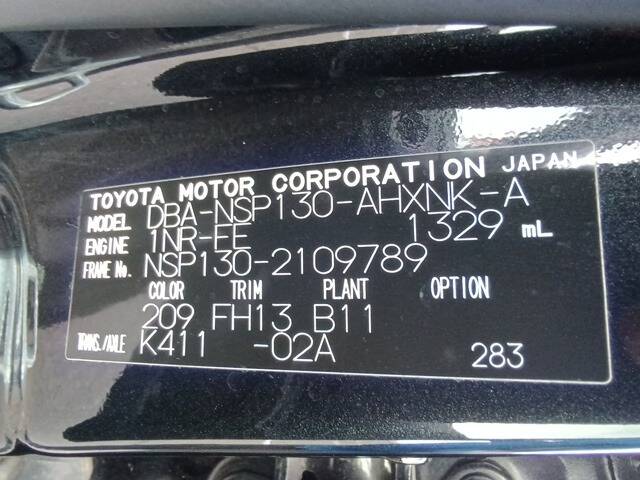 TOYOTA MOTOR CORPORATION JAPAN
MODEL DBA-NSP130-AHXNK-A
ENGINE 1NR-FE 1329 mL
FRAME No. NSP130-2109789
COLOR TRIM PLANT OPTION
209 FH13 B11
TRANS./AXLE K411 -02A 283